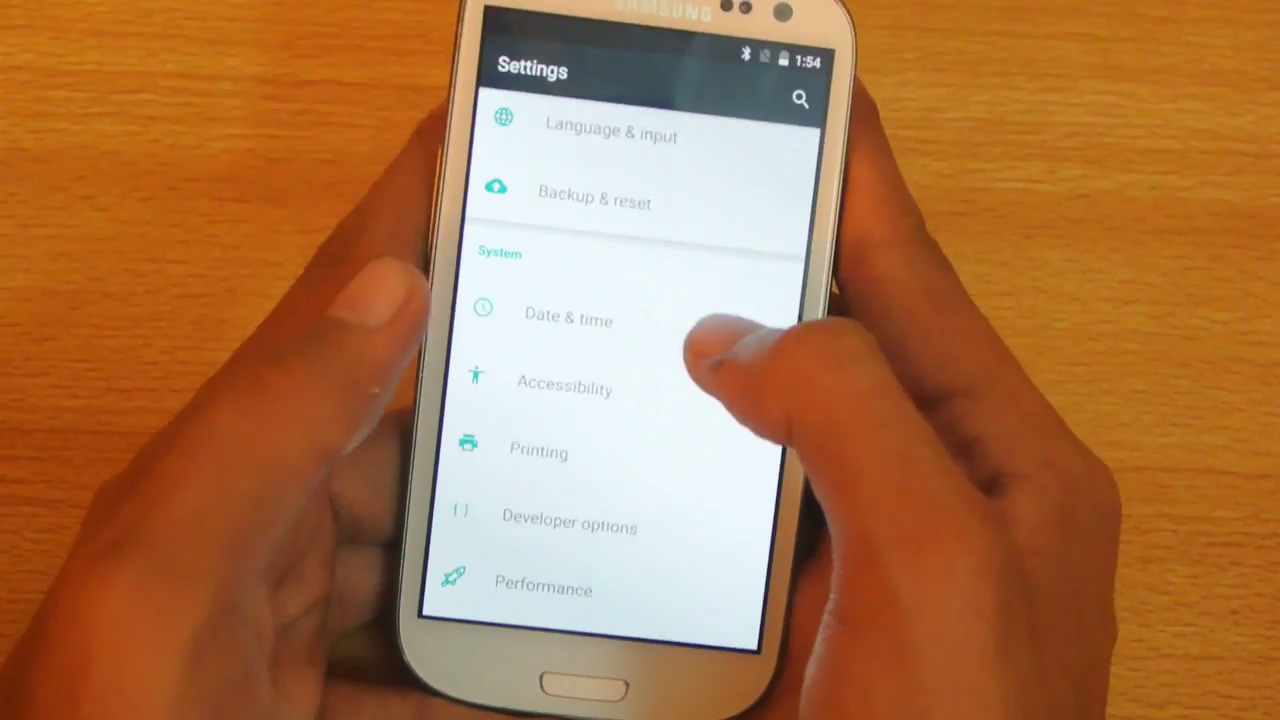 SAMSUNG
1:54
Settings
Language & input
Backup & reset
System
Date & time
Accessibility
Printing
{ } Developer options
Performance